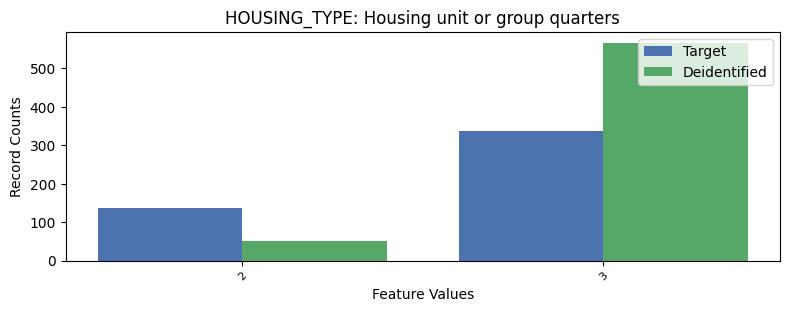 HOUSING_TYPE: Housing unit or group quarters
Target
Deidentified
Record Counts
500
400
300
200
100
0
2
3
Feature Values